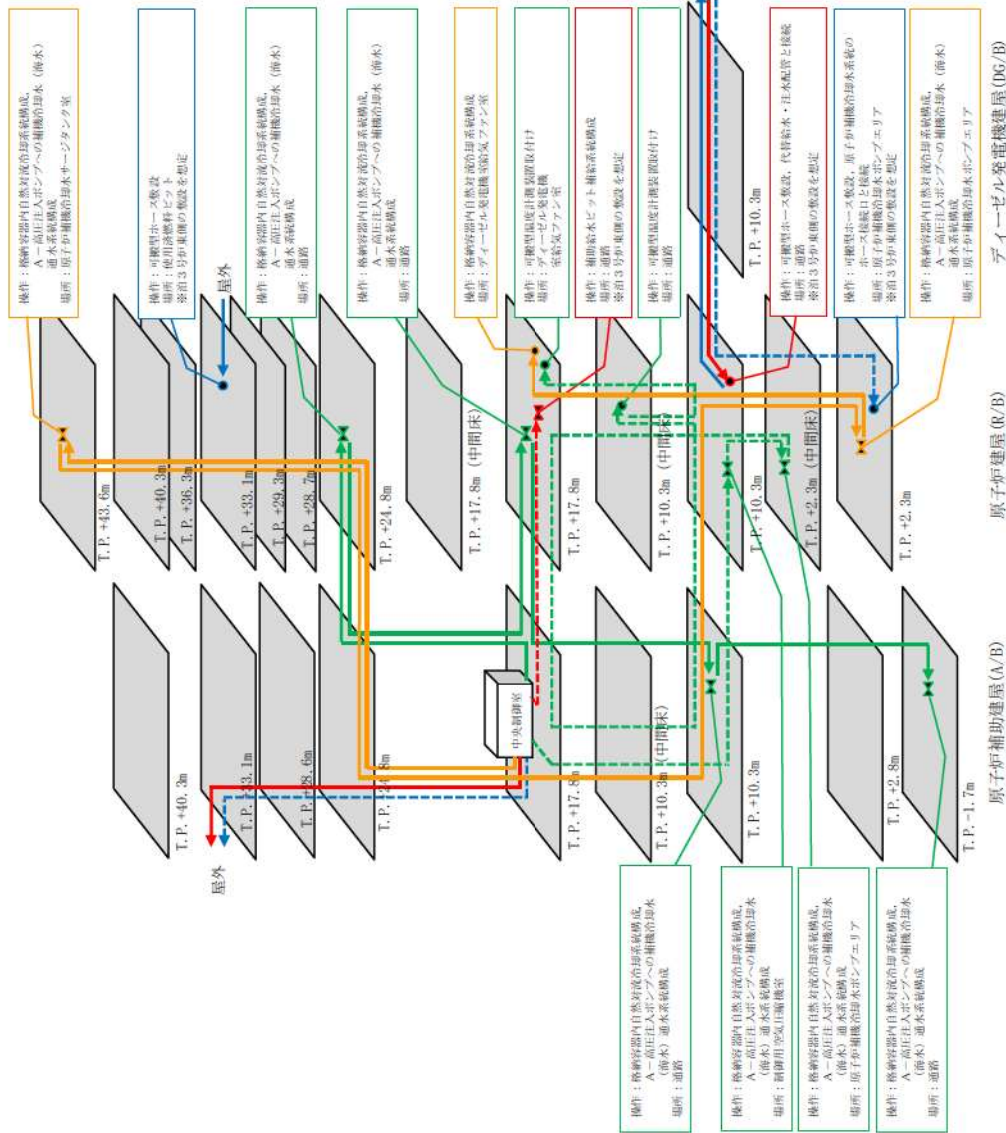 操作：格納容器内自然対流冷却系統構成，
A－高圧注入ポンプへの補機冷却水（海水）
通水系統構成
場所：原子炉補機冷却水サージタンク室
操作：可搬型ホース敷設
場所：使用済燃料ピット
※泊３号炉東側の敷設を想定
操作：格納容器内自然対流冷却系統構成，
A－高圧注入ポンプへの補機冷却水（海水）
通水系統構成
場所：通路
操作：格納容器内自然対流冷却系統構成，
A－高圧注入ポンプへの補機冷却水（海水）
通水系統構成
場所：通路
操作：格納容器内自然対流冷却系統構成
場所：ディーゼル発電機室給気ファン室
操作：可搬型温度計測装置取付け
場所：ディーゼル発電機
室給気ファン室
操作：補助給水ピット補給系統構成
場所：通路
※泊３号炉東側の敷設を想定
操作：可搬型温度計測装置取付け
場所：通路
操作：可搬型ホース敷設，代替給水・注水配管と接続
場所：通路
※泊３号炉東側の敷設を想定
操作：可搬型ホース敷設，原子炉補機冷却水系統の
ホース接続口と接続
場所：原子炉補機冷却水ポンプエリア
※泊３号炉東側の敷設を想定
操作：格納容器内自然対流冷却系統構成，
A－高圧注入ポンプへの補機冷却水（海水）
通水系統構成
場所：原子炉補機冷却水ポンプエリア
T.P.+43.6m
T.P.+40.3m
T.P.+36.3m
屋外
T.P.+33.1m
T.P.+29.3m
T.P.+28.7m
T.P.+24.8m
T.P.+17.8m（中間床）
T.P.+17.8m
T.P.+10.3m（中間床）
T.P.+10.3m
T.P.+2.3m（中間床）
T.P.+2.3m
原子炉建屋(R/B)
T.P.+10.3m
ディーゼル発電機建屋(DG/B)
T.P.+40.3m
T.P.+33.1m
屋外
T.P.+28.6m
T.P.+24.8m
中央制御室
T.P.+17.8m
T.P.+10.3m（中間床）
T.P.+10.3m
T.P.+2.8m
T.P.-1.7m
原子炉補助建屋(A/B)
操作：格納容器内自然対流冷却系統構成，
A－高圧注入ポンプへの補機冷却水
（海水）通水系統構成
場所：通路
操作：格納容器内自然対流冷却系統構成，
A－高圧注入ポンプへの補機冷却水
（海水）通水系統構成
場所：制御用空気圧縮機室
操作：格納容器内自然対流冷却系統構成，
A－高圧注入ポンプへの補機冷却水
（海水）通水系統構成
場所：原子炉補機冷却水ポンプエリア
操作：格納容器内自然対流冷却系統構成，
A－高圧注入ポンプへの補機冷却水
（海水）通水系統構成
場所：通路